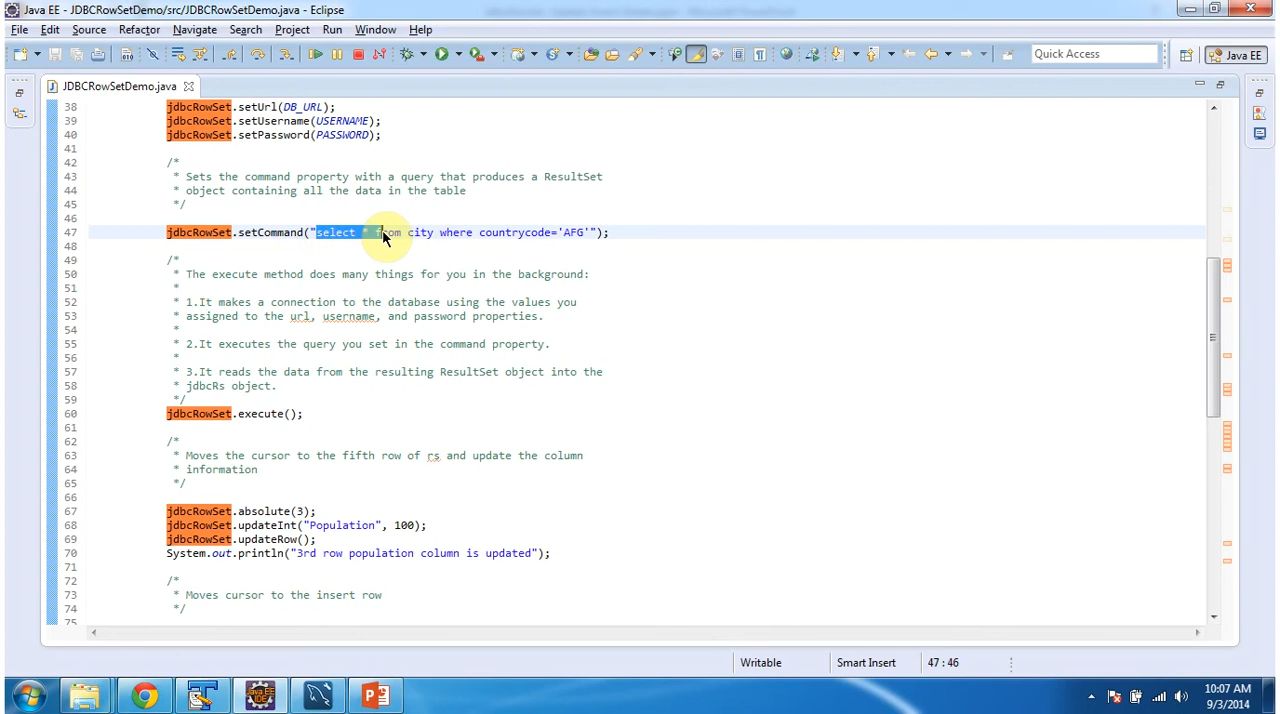 Java EE - JDBCRowSetDemo/src/JDBCRowSetDemo.java - Eclipse
File Edit Source Refactor Navigate Search Project Run Window Help
Quick Access
Java EE
JDBCRowSetDemo.java
38 jdbcRowSet.setUrl(DB_URL);
39 jdbcRowSet.setUsername(USERNAME);
40 jdbcRowSet.setPassword(PASSWORD);
41
42 /*
43 * Sets the command property with a query that produces a ResultSet
44 * object containing all the data in the table
45 */
46
47 jdbcRowSet.setCommand("select * from city where countrycode='AFG'");
48
49 /*
50 * The execute method does many things for you in the background:
51 *
52 * 1.It makes a connection to the database using the values you
53 * assigned to the url, username, and password properties.
54 *
55 * 2.It executes the query you set in the command property.
56 *
57 * 3.It reads the data from the resulting ResultSet object into the
58 * jdbcRs object.
59 */
60 jdbcRowSet.execute();
61
62 /*
63 * Moves the cursor to the fifth row of rs and update the column
64 * information
65 */
66
67 jdbcRowSet.absolute(3);
68 jdbcRowSet.updateInt("Population", 100);
69 jdbcRowSet.updateRow();
70 System.out.println("3rd row population column is updated");
71
72 /*
73 * Moves cursor to the insert row
74 */
75
Writable Smart Insert 47 : 46
10:07 AM
9/3/2014